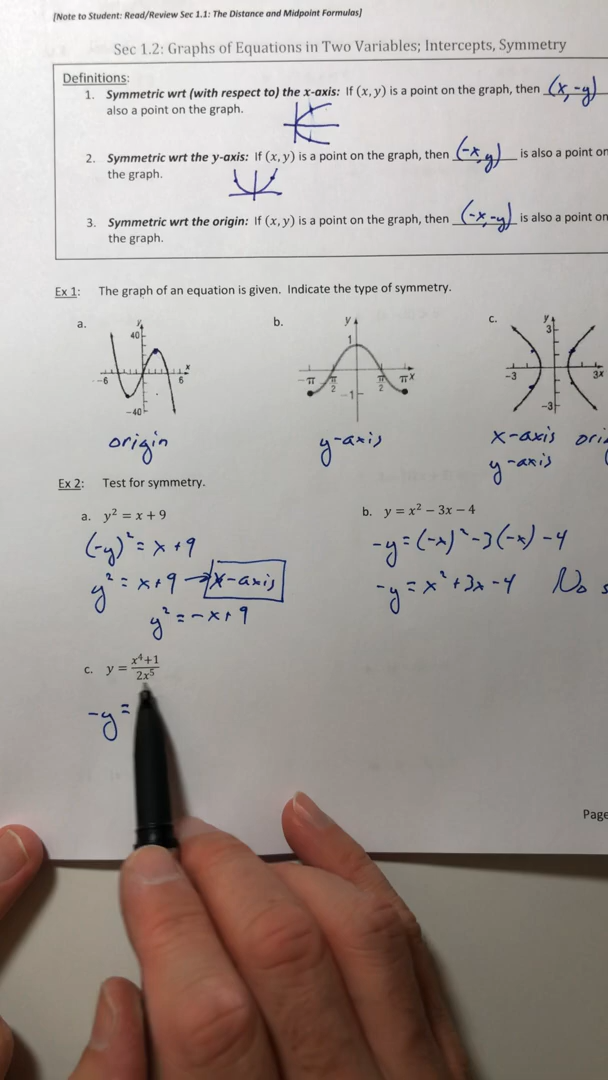 [Note to Student: Read/Review Sec 1.1: The Distance and Midpoint Formulas]
Sec 1.2: Graphs of Equations in Two Variables; Intercepts, Symmetry
Definitions:
1. Symmetric wrt (with respect to) the x-axis: If (x, y) is a point on the graph, then (x, -y)
also a point on the graph.
2. Symmetric wrt the y-axis: If (x, y) is a point on the graph, then (-x, y) is also a point on
the graph.
3. Symmetric wrt the origin: If (x, y) is a point on the graph, then (-x, -y) is also a point on
the graph.
Ex 1: The graph of an equation is given. Indicate the type of symmetry.
a. b. c.
y 40 x -6 6 -40
y 1 -π -π/2 π/2 π x -1
y 3 -3 3x -3
origin y-axis x-axis
y-axis
Ex 2: Test for symmetry.
a. y² = x + 9 b. y = x² − 3x − 4
(-y)² = x + 9 -y = (-x)² - 3(-x) - 4
y² = x + 9 → x-axis -y = x² + 3x - 4 No
y² = -x + 9
c. y = (x⁴+1)/(2x⁵)
-y =
Page